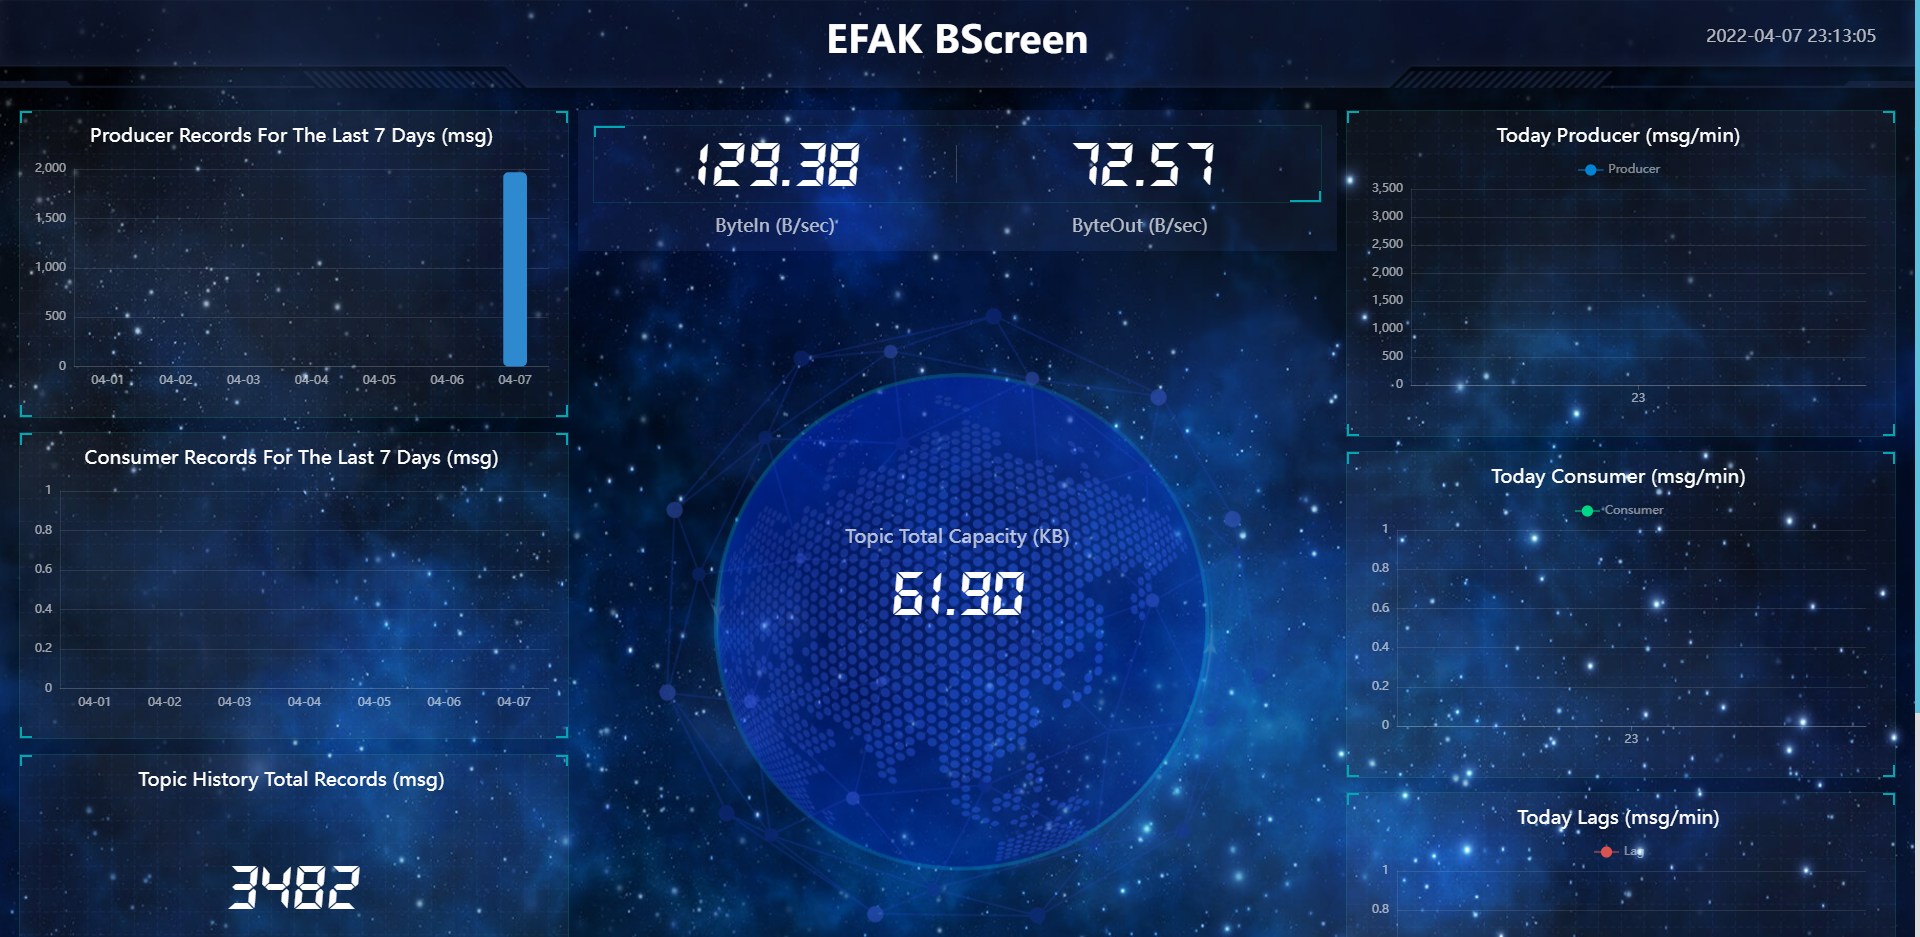 EFAK BScreen
2022-04-07 23:13:05
Producer Records For The Last 7 Days (msg)
2,000
1,500
1,000
500
0
04-01 04-02 04-03 04-04 04-05 04-06 04-07
Consumer Records For The Last 7 Days (msg)
1
0.8
0.6
0.4
0.2
0
04-01 04-02 04-03 04-04 04-05 04-06 04-07
Topic History Total Records (msg)
3482
129.38 72.57
ByteIn (B/sec) ByteOut (B/sec)
Topic Total Capacity (KB)
61.90
Today Producer (msg/min)
Producer
3,500
3,000
2,500
2,000
1,500
1,000
500
0
23
Today Consumer (msg/min)
Consumer
1
0.8
0.6
0.4
0.2
0
23
Today Lags (msg/min)
Lag
1
0.8